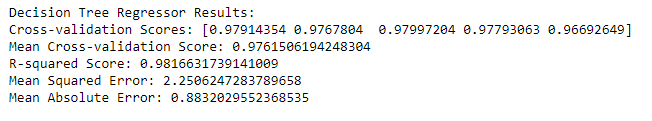 Decision Tree Regressor Results:
Cross-validation Scores: [0.97914354 0.9767804  0.97997204 0.97793063 0.96692649]
Mean Cross-validation Score: 0.9761506194248304
R-squared Score: 0.9816631739141009
Mean Squared Error: 2.2506247283789658
Mean Absolute Error: 0.8832029552368535